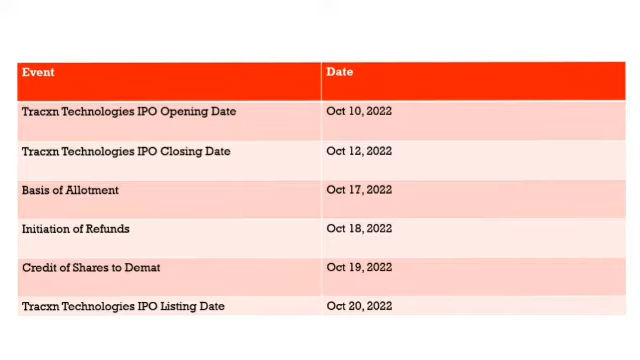 Event Date
Tracxn Technologies IPO Opening Date Oct 10, 2022
Tracxn Technologies IPO Closing Date Oct 12, 2022
Basis of Allotment Oct 17, 2022
Initiation of Refunds Oct 18, 2022
Credit of Shares to Demat Oct 19, 2022
Tracxn Technologies IPO Listing Date Oct 20, 2022